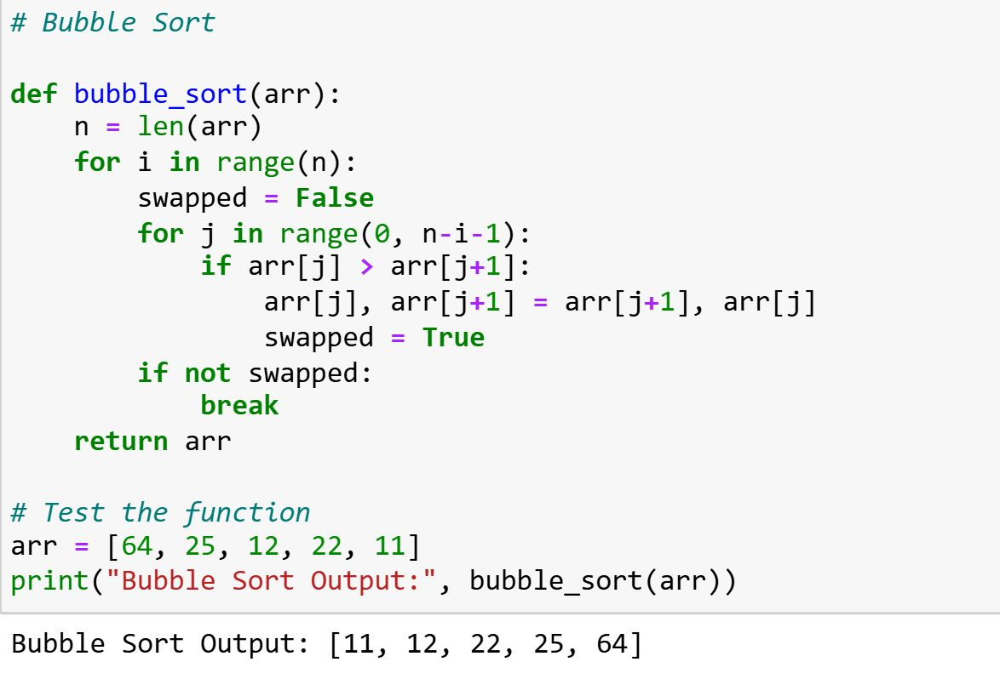 # Bubble Sort
def bubble_sort(arr):
    n = len(arr)
    for i in range(n):
        swapped = False
        for j in range(0, n-i-1):
            if arr[j] > arr[j+1]:
                arr[j], arr[j+1] = arr[j+1], arr[j]
                swapped = True
        if not swapped:
            break
    return arr
# Test the function
arr = [64, 25, 12, 22, 11]
print("Bubble Sort Output:", bubble_sort(arr))
Bubble Sort Output: [11, 12, 22, 25, 64]